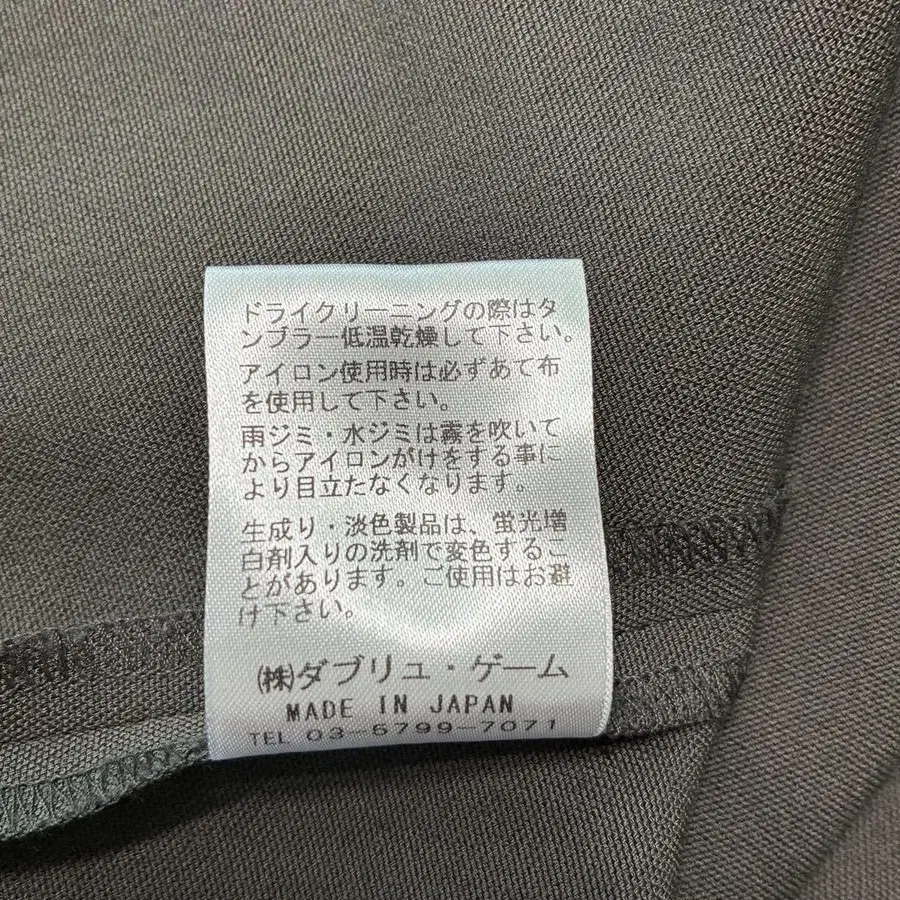 ドライクリーニングの際はタ
ンブラー低温乾燥して下さい。
アイロン使用時は必ずあて布
を使用して下さい。
雨ジミ・水ジミは霧を吹いて
からアイロンがけをする事に
より目立たなくなります。
生成り・淡色製品は、蛍光増
白剤入りの洗剤で変色するこ
とがあります。ご使用はお避
け下さい。
㈱ダブリュ・ゲーム
MADE IN JAPAN
TEL 03-6799-7071